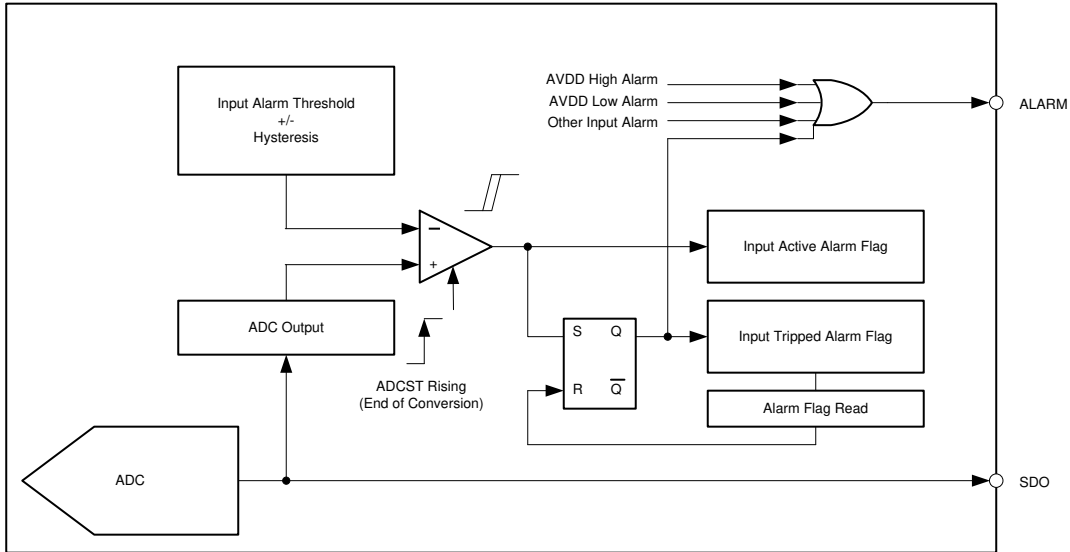 AVDD High Alarm
AVDD Low Alarm
Other Input Alarm
ALARM
Input Alarm Threshold
+/-
Hysteresis
−
+
Input Active Alarm Flag
ADC Output
ADCST Rising
(End of Conversion)
S Q
R Q̅
Input Tripped Alarm Flag
Alarm Flag Read
ADC
SDO